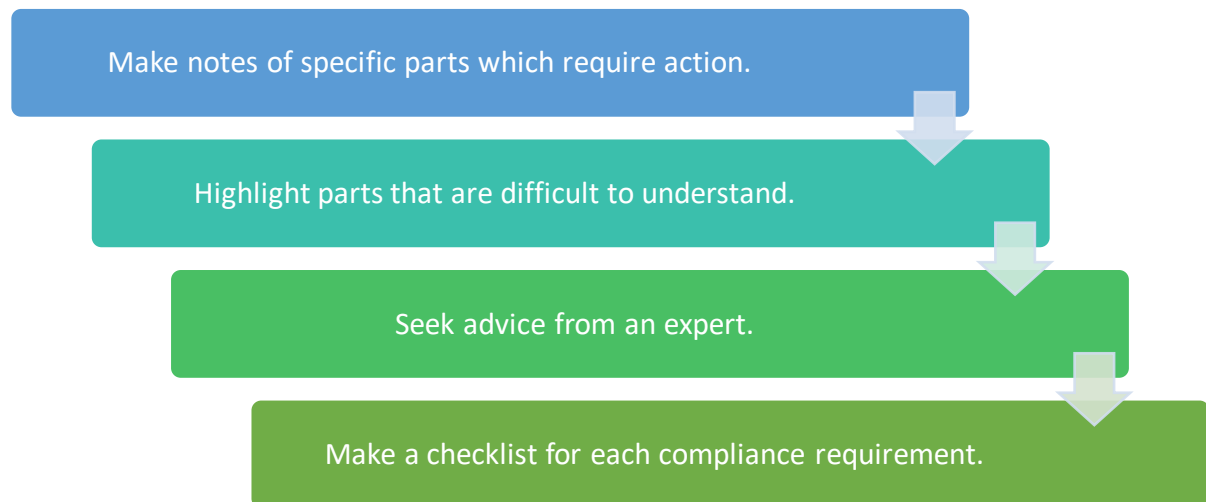 Make notes of specific parts which require action.
Highlight parts that are difficult to understand.
Seek advice from an expert.
Make a checklist for each compliance requirement.